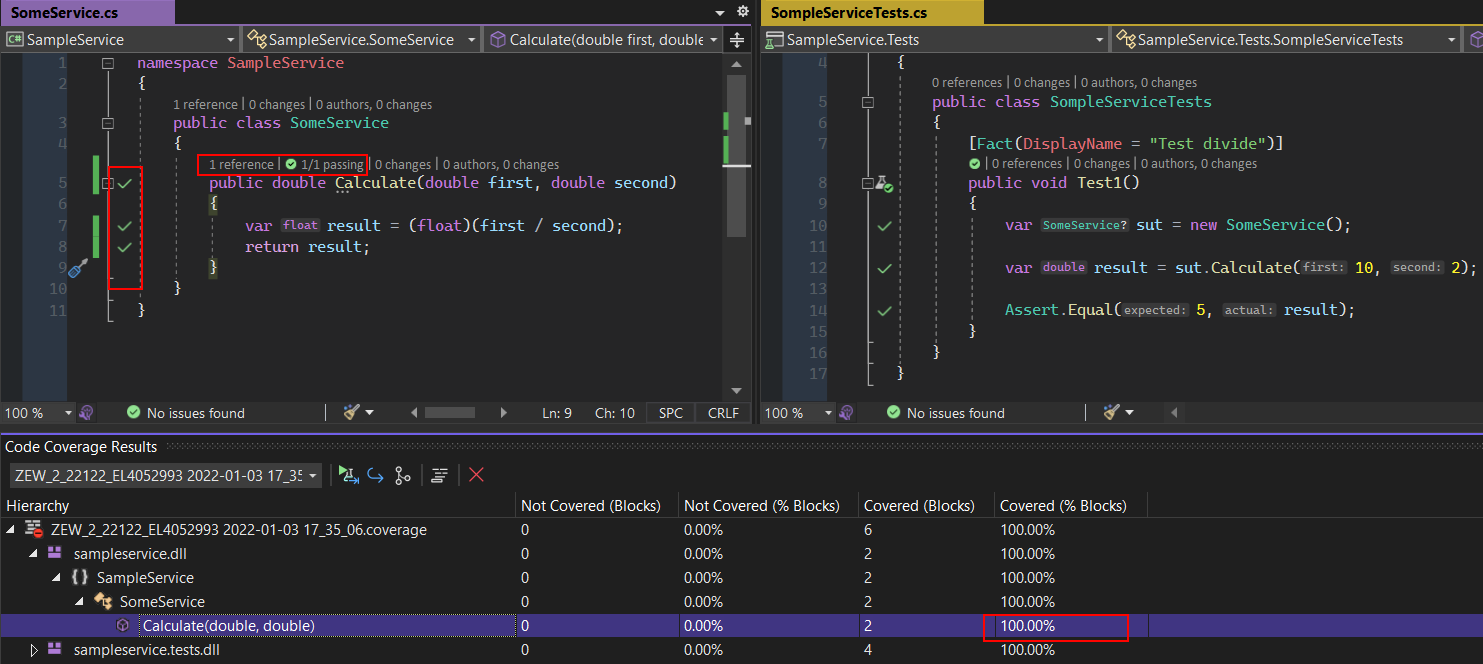 SomeService.cs
SampleService
SampleService.SomeService
Calculate(double first, double
1 namespace SampleService
2 {
1 reference | 0 changes | 0 authors, 0 changes
3 public class SomeService
4 {
1 reference | 1/1 passing | 0 changes | 0 authors, 0 changes
5 public double Calculate(double first, double second)
6 {
7 var float result = (float)(first / second);
8 return result;
9 }
10 }
11 }
100 %
No issues found
Ln: 9 Ch: 10 SPC CRLF
SompleServiceTests.cs
SampleService.Tests
SampleService.Tests.SompleServiceTests
4 {
0 references | 0 changes | 0 authors, 0 changes
5 public class SompleServiceTests
6 {
7 [Fact(DisplayName = "Test divide")]
| 0 references | 0 changes | 0 authors, 0 changes
8 public void Test1()
9 {
10 var SomeService? sut = new SomeService();
11
12 var double result = sut.Calculate(first: 10, second: 2);
13
14 Assert.Equal(expected: 5, actual: result);
15 }
16 }
17 }
100 %
No issues found
Code Coverage Results
ZEW_2_22122_EL4052993 2022-01-03 17_35
Hierarchy Not Covered (Blocks) Not Covered (% Blocks) Covered (Blocks) Covered (% Blocks)
ZEW_2_22122_EL4052993 2022-01-03 17_35_06.coverage 0 0.00% 6 100.00%
sampleservice.dll 0 0.00% 2 100.00%
{} SampleService 0 0.00% 2 100.00%
SomeService 0 0.00% 2 100.00%
Calculate(double, double) 0 0.00% 2 100.00%
sampleservice.tests.dll 0 0.00% 4 100.00%